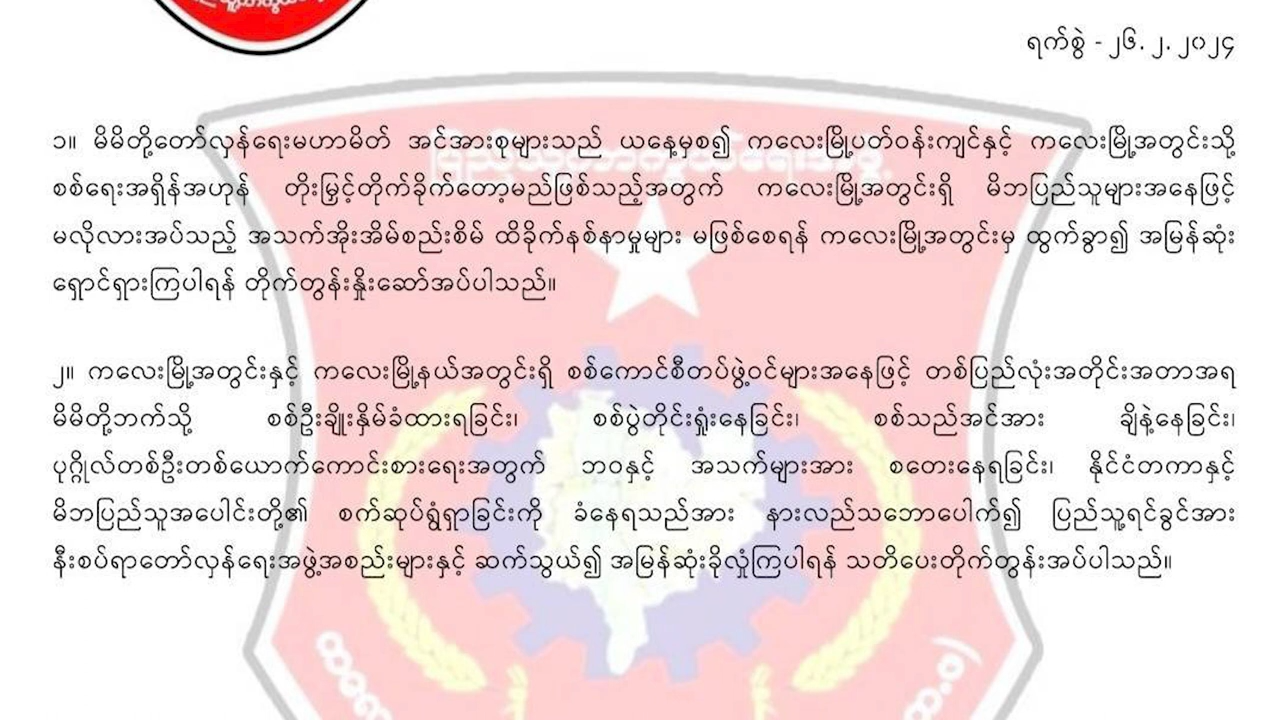 ရက်စွဲ - ၂၆. ၂. ၂၀၂၄
၁။ မိမိတို့တော်လှန်ရေးမဟာမိတ် အင်အားစုများသည် ယနေ့မှစ၍ ကလေးမြို့ပတ်ဝန်းကျင်နှင့် ကလေးမြို့အတွင်းသို့
စစ်ရေးအရှိန်အဟုန် တိုးမြှင့်တိုက်ခိုက်တော့မည်ဖြစ်သည့်အတွက် ကလေးမြို့အတွင်းရှိ မိဘပြည်သူများအနေဖြင့်
မလိုလားအပ်သည့် အသက်အိုးအိမ်စည်းစိမ် ထိခိုက်နစ်နာမှုများ မဖြစ်စေရန် ကလေးမြို့အတွင်းမှ ထွက်ခွာ၍ အမြန်ဆုံး
ရှောင်ရှားကြပါရန် တိုက်တွန်းနှိုးဆော်အပ်ပါသည်။
၂။ ကလေးမြို့အတွင်းနှင့် ကလေးမြို့နယ်အတွင်းရှိ စစ်ကောင်စီတပ်ဖွဲ့ဝင်များအနေဖြင့် တစ်ပြည်လုံးအတိုင်းအတာအရ
မိမိတို့ဘက်သို့ စစ်ဦးချိုးနှိမ်ခံထားရခြင်း၊ စစ်ပွဲတိုင်းရှုံးနေခြင်း၊ စစ်သည်အင်အား ချိနဲ့နေခြင်း၊
ပုဂ္ဂိုလ်တစ်ဦးတစ်ယောက်ကောင်းစားရေးအတွက် ဘဝနှင့် အသက်များအား စတေးနေရခြင်း၊ နိုင်ငံတကာနှင့်
မိဘပြည်သူအပေါင်းတို့၏ စက်ဆုပ်ရွံရှာခြင်းကို ခံနေရသည်အား နားလည်သဘောပေါက်၍ ပြည်သူ့ရင်ခွင်အား
နီးစပ်ရာတော်လှန်ရေးအဖွဲ့အစည်းများနှင့် ဆက်သွယ်၍ အမြန်ဆုံးခိုလှုံကြပါရန် သတိပေးတိုက်တွန်းအပ်ပါသည်။